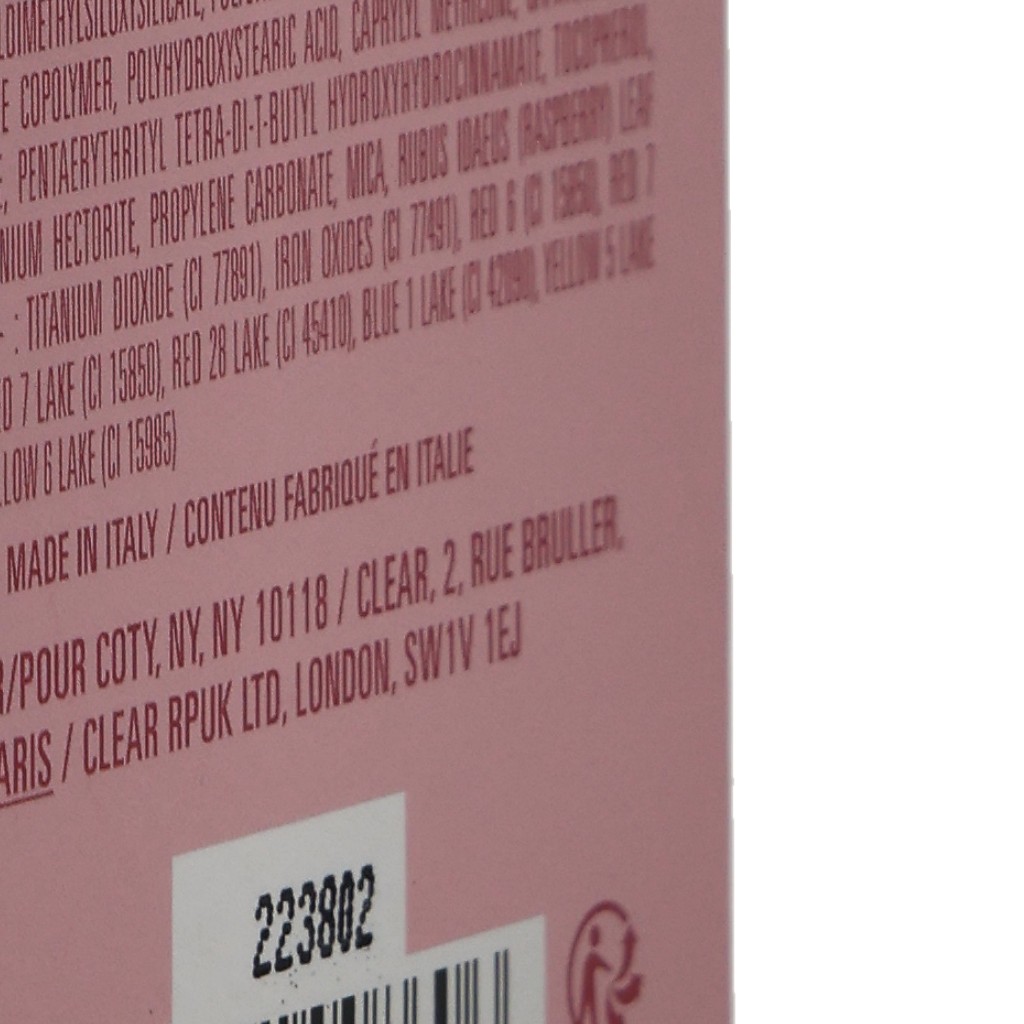 E COPOLYMER, POLYHYDROXYSTEARIC ACID, CAPRYLYL METHICONE,
PENTAERYTHRITYL TETRA-DI-T-BUTYL HYDROXYHYDROCINNAMATE, TOCOPHEROL,
NIUM HECTORITE, PROPYLENE CARBONATE, MICA, RUBUS IDAEUS (RASPBERRY) LEAF
: TITANIUM DIOXIDE (CI 77891), IRON OXIDES (CI 77491), RED 6 (CI 15850), RED 7
D 7 LAKE (CI 15850), RED 28 LAKE (CI 45410), BLUE 1 LAKE (CI 42090), YELLOW 5 LAKE
LLOW 6 LAKE (CI 15985)
MADE IN ITALY / CONTENU FABRIQUÉ EN ITALIE
R/POUR COTY, NY, NY 10118 / CLEAR, 2, RUE BRULLER,
ARIS / CLEAR RPUK LTD, LONDON, SW1V 1EJ
223802